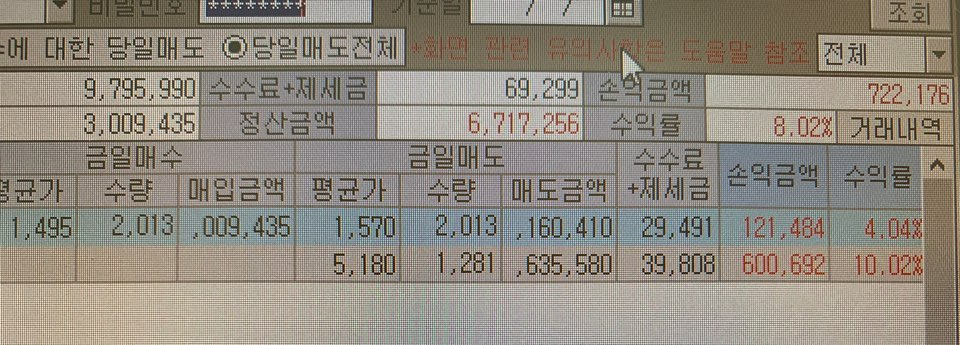 비밀번호 ******** 기준일 / / 조회
에 대한 당일매도 당일매도전체 +화면 관련 유의사항은 도움말 참조 전체
9,795,990 수수료+제세금 69,299 손익금액 722,176
3,009,435 정산금액 6,717,256 수익률 8.02% 거래내역
금일매수 금일매도 수수료+제세금 손익금액 수익률
평균가 수량 매입금액 평균가 수량 매도금액
1,495 2,013 ,009,435 1,570 2,013 ,160,410 29,491 121,484 4.04%
5,180 1,281 ,635,580 39,808 600,692 10.02%